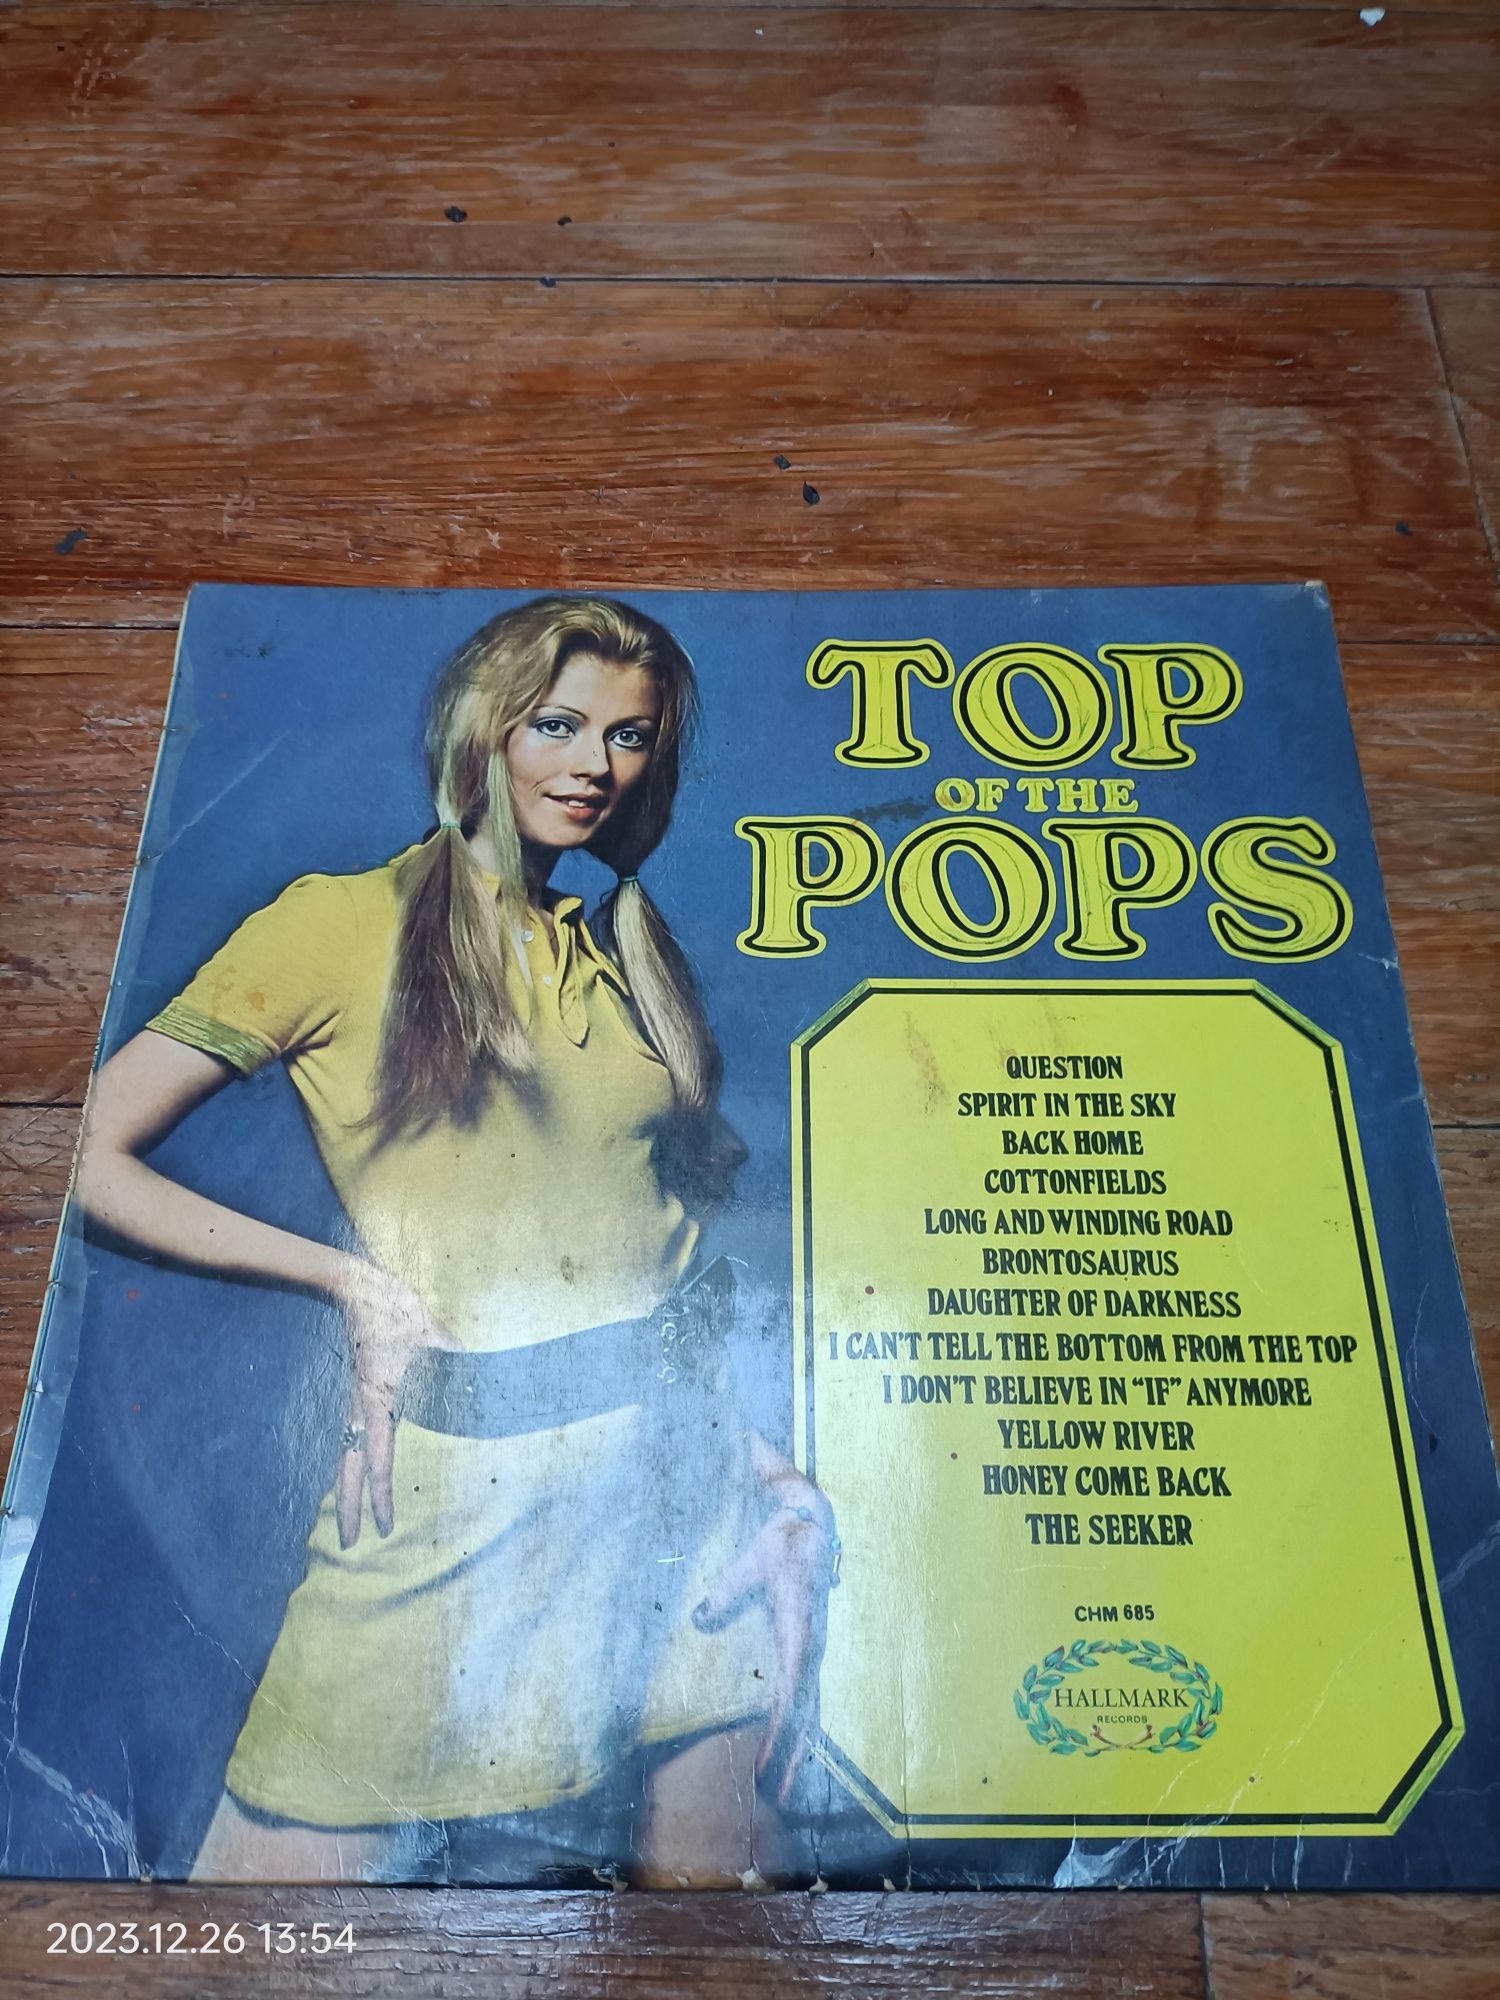 TOP
OF THE
POPS
QUESTION
SPIRIT IN THE SKY
BACK HOME
COTTONFIELDS
LONG AND WINDING ROAD
BRONTOSAURUS
DAUGHTER OF DARKNESS
I CAN'T TELL THE BOTTOM FROM THE TOP
I DON'T BELIEVE IN "IF" ANYMORE
YELLOW RIVER
HONEY COME BACK
THE SEEKER
CHM 685
HALLMARK
RECORDS
2023.12.26 13:54